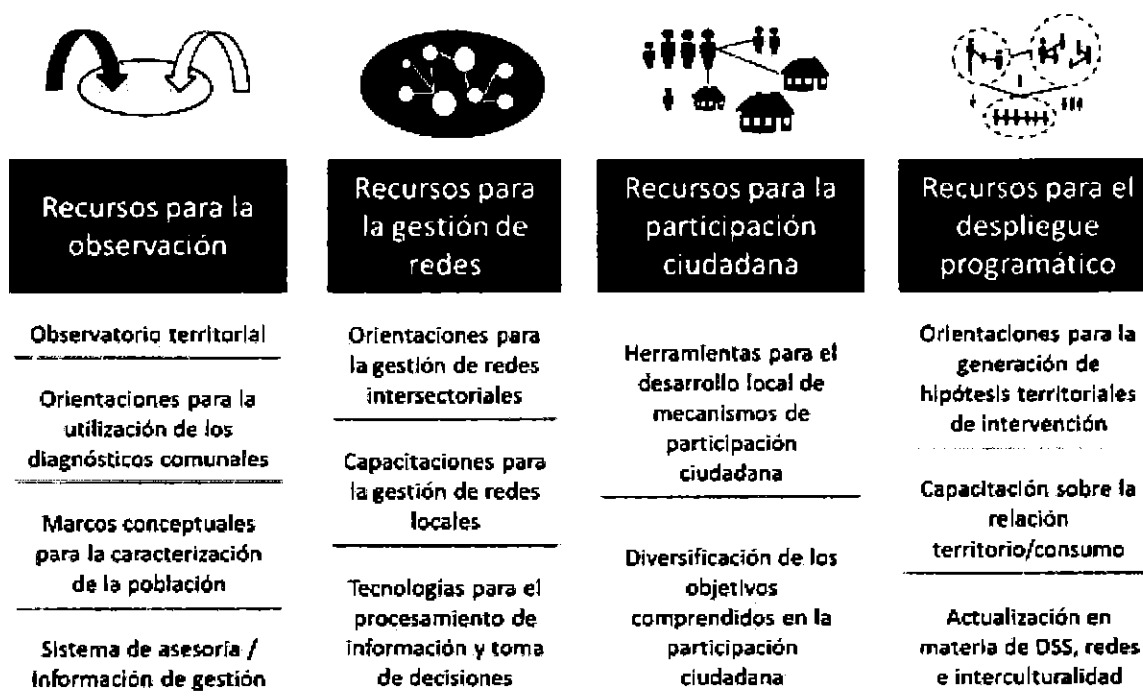 Recursos para la
observación
Observatorio territorial
Orientaciones para la
utilización de los
diagnósticos comunales
Marcos conceptuales
para la caracterización
de la población
Sistema de asesoría /
información de gestión
Recursos para
la gestión de
redes
Orientaciones para
la gestión de redes
intersectoriales
Capacitaciones para
la gestión de redes
locales
Tecnologías para el
procesamiento de
información y toma
de decisiones
Recursos para la
participación
ciudadana
Herramientas para el
desarrollo local de
mecanismos de
participación
ciudadana
Diversificación de los
objetivos
comprendidos en la
participación
ciudadana
Recursos para el
despliegue
programático
Orientaciones para la
generación de
hipótesis territoriales
de intervención
Capacitación sobre la
relación
territorio/consumo
Actualización en
materia de DSS, redes
e interculturalidad